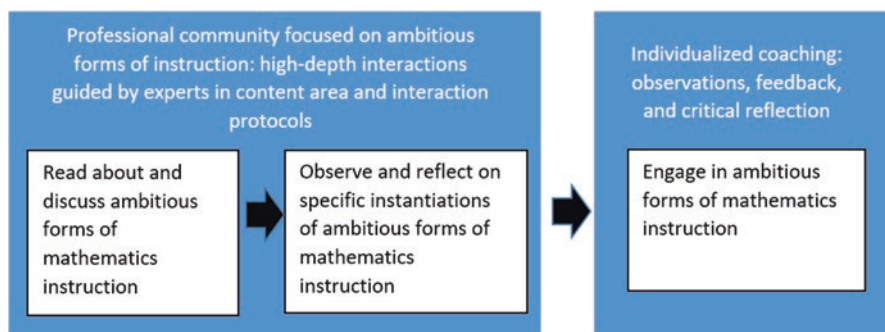 Professional community focused on ambitious
forms of instruction: high-depth interactions
guided by experts in content area and interaction
protocols
Read about and
discuss ambitious
forms of
mathematics
instruction
Observe and reflect on
specific instantiations
of ambitious forms of
mathematics
instruction
Individualized coaching:
observations, feedback,
and critical reflection
Engage in ambitious
forms of mathematics
instruction